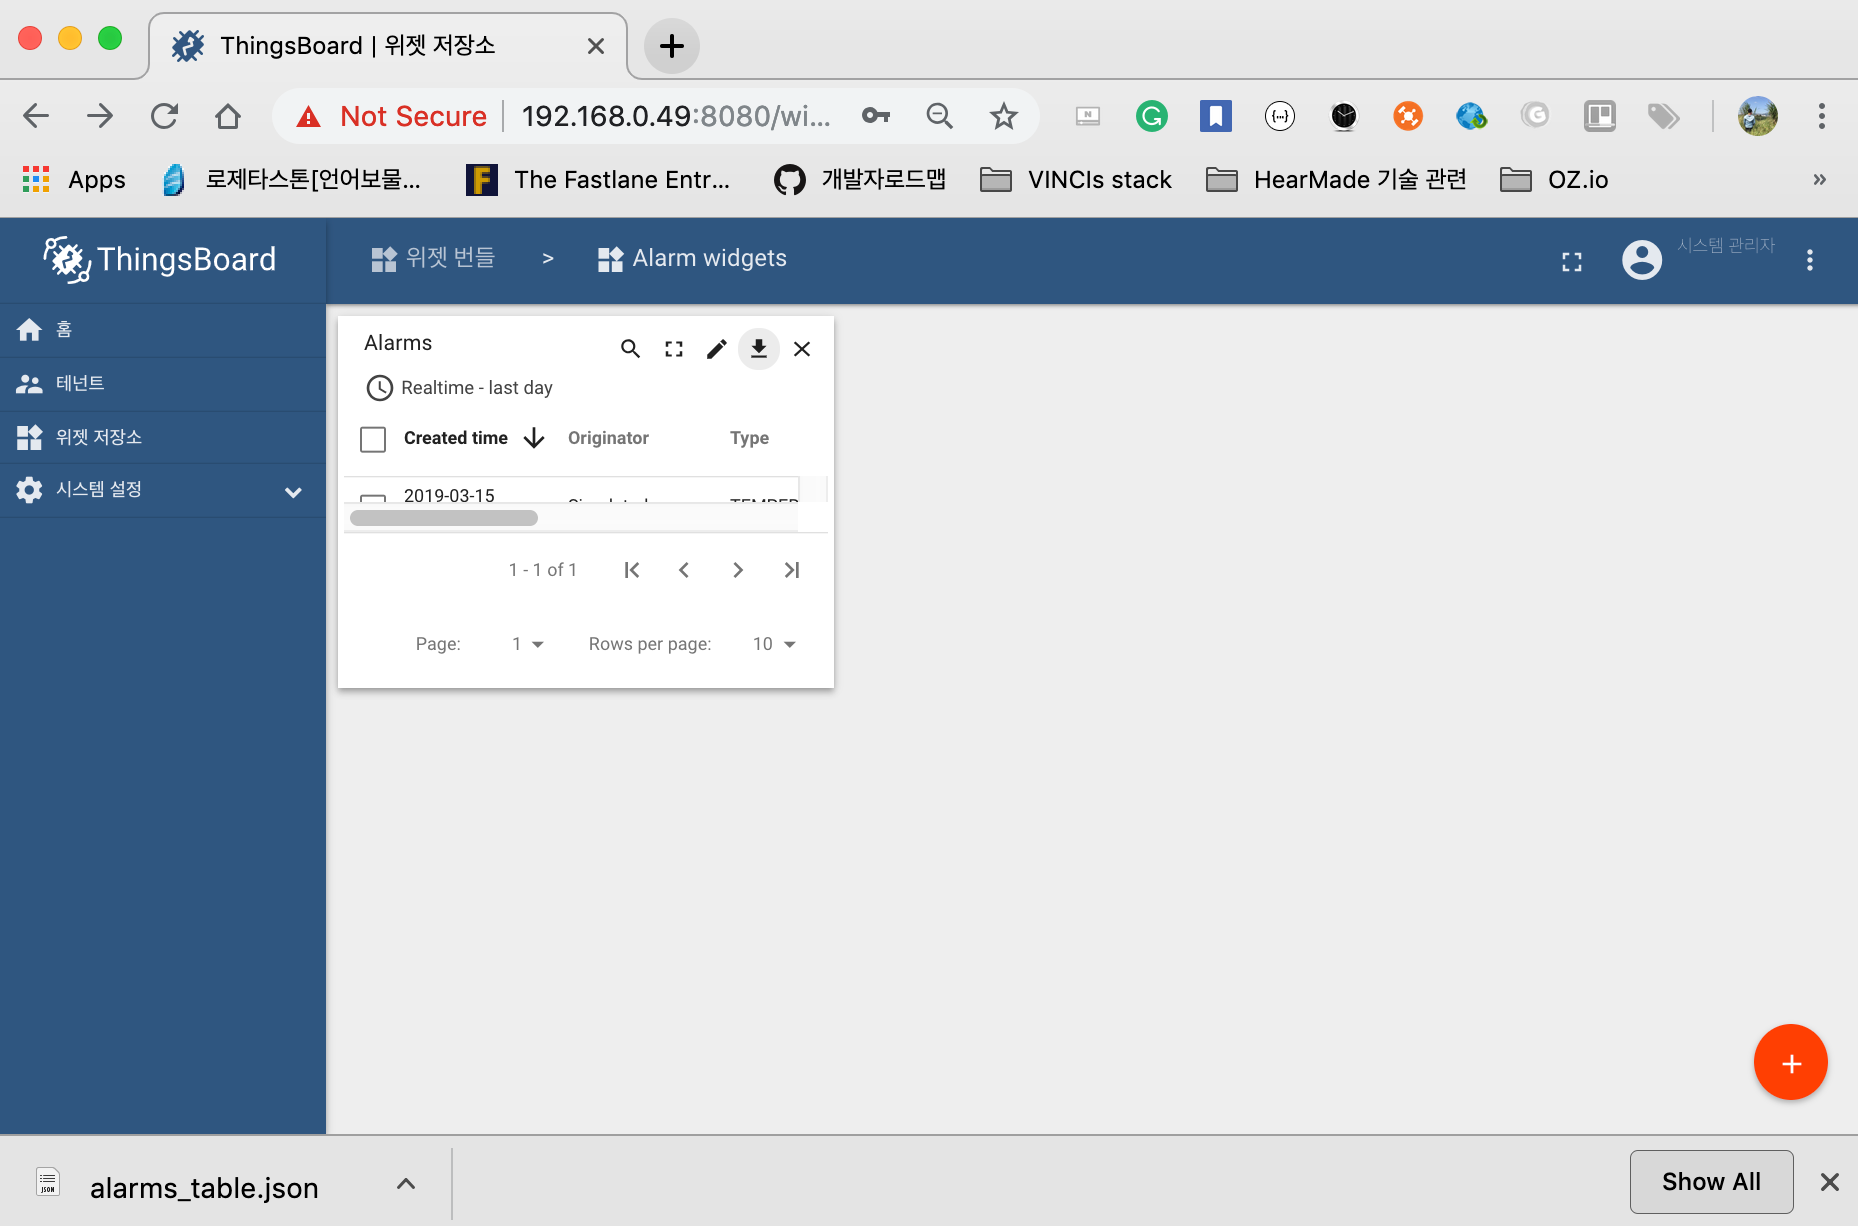 ThingsBoard | 위젯 저장소
Not Secure
192.168.0.49:8080/wi...
Apps
로제타스톤[언어보물...
The Fastlane Entr...
개발자로드맵
VINCIs stack
HearMade 기술 관련
OZ.io
»
ThingsBoard
위젯 번들 > Alarm widgets
시스템 관리자
홈
테넌트
위젯 저장소
시스템 설정
Alarms
Realtime - last day
Created time Originator Type
2019-03-15
1 - 1 of 1
Page: 1 Rows per page: 10
alarms_table.json
Show All